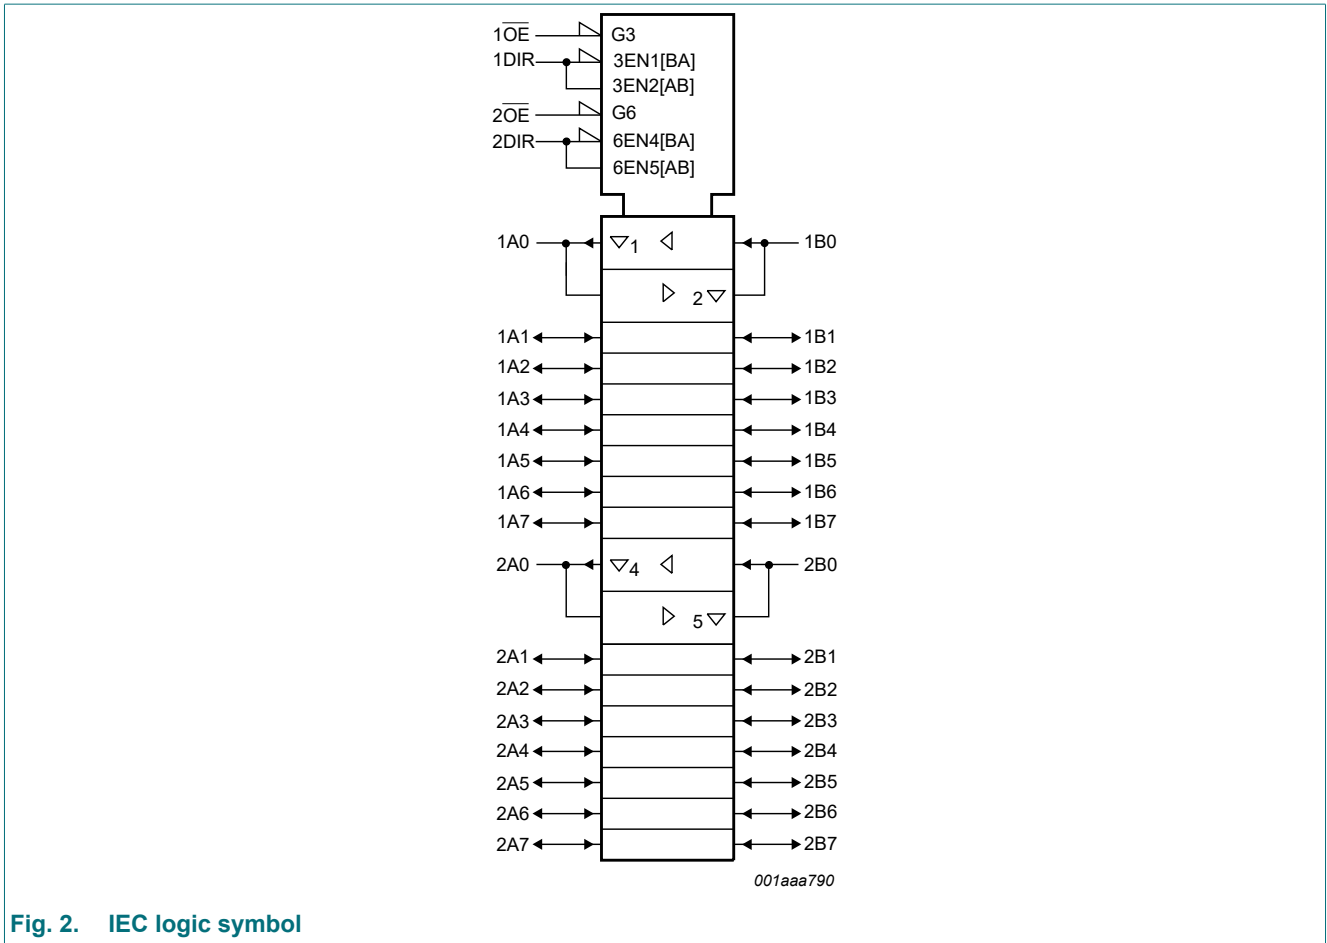 1O̅E̅ G3
1DIR 3EN1[BA]
3EN2[AB]
2O̅E̅ G6
2DIR 6EN4[BA]
6EN5[AB]
1A0 1 1B0
2
1A1 1B1
1A2 1B2
1A3 1B3
1A4 1B4
1A5 1B5
1A6 1B6
1A7 1B7
2A0 4 2B0
5
2A1 2B1
2A2 2B2
2A3 2B3
2A4 2B4
2A5 2B5
2A6 2B6
2A7 2B7
001aaa790
Fig. 2. IEC logic symbol